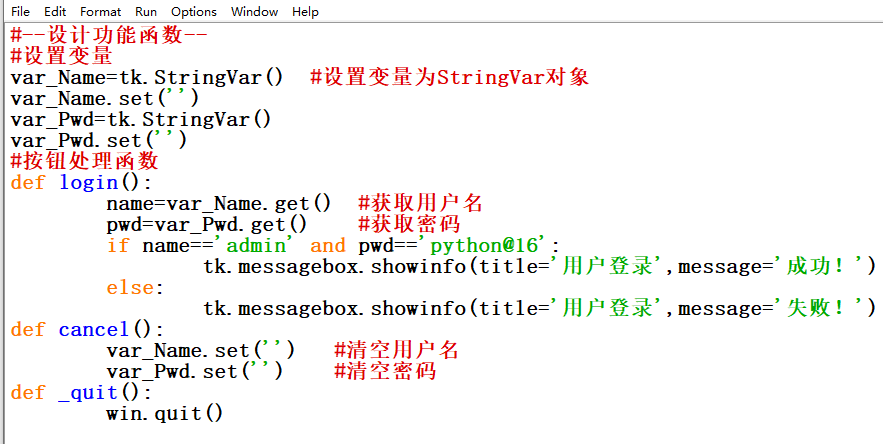 File Edit Format Run Options Window Help
#--设计功能函数--
#设置变量
var_Name=tk.StringVar()  #设置变量为StringVar对象
var_Name.set('')
var_Pwd=tk.StringVar()
var_Pwd.set('')
#按钮处理函数
def login():
        name=var_Name.get()  #获取用户名
        pwd=var_Pwd.get()    #获取密码
        if name=='admin' and pwd=='python@16':
                tk.messagebox.showinfo(title='用户登录',message='成功！')
        else:
                tk.messagebox.showinfo(title='用户登录',message='失败！')
def cancel():
        var_Name.set('')   #清空用户名
        var_Pwd.set('')    #清空密码
def _quit():
        win.quit()